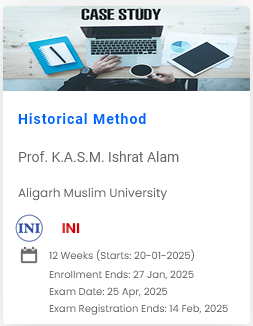 CASE STUDY
Historical Method
Prof. K.A.S.M. Ishrat Alam
Aligarh Muslim University
INI INI
12 Weeks (Starts: 20-01-2025)
Enrollment Ends: 27 Jan, 2025
Exam Date: 25 Apr, 2025
Exam Registration Ends: 14 Feb, 2025